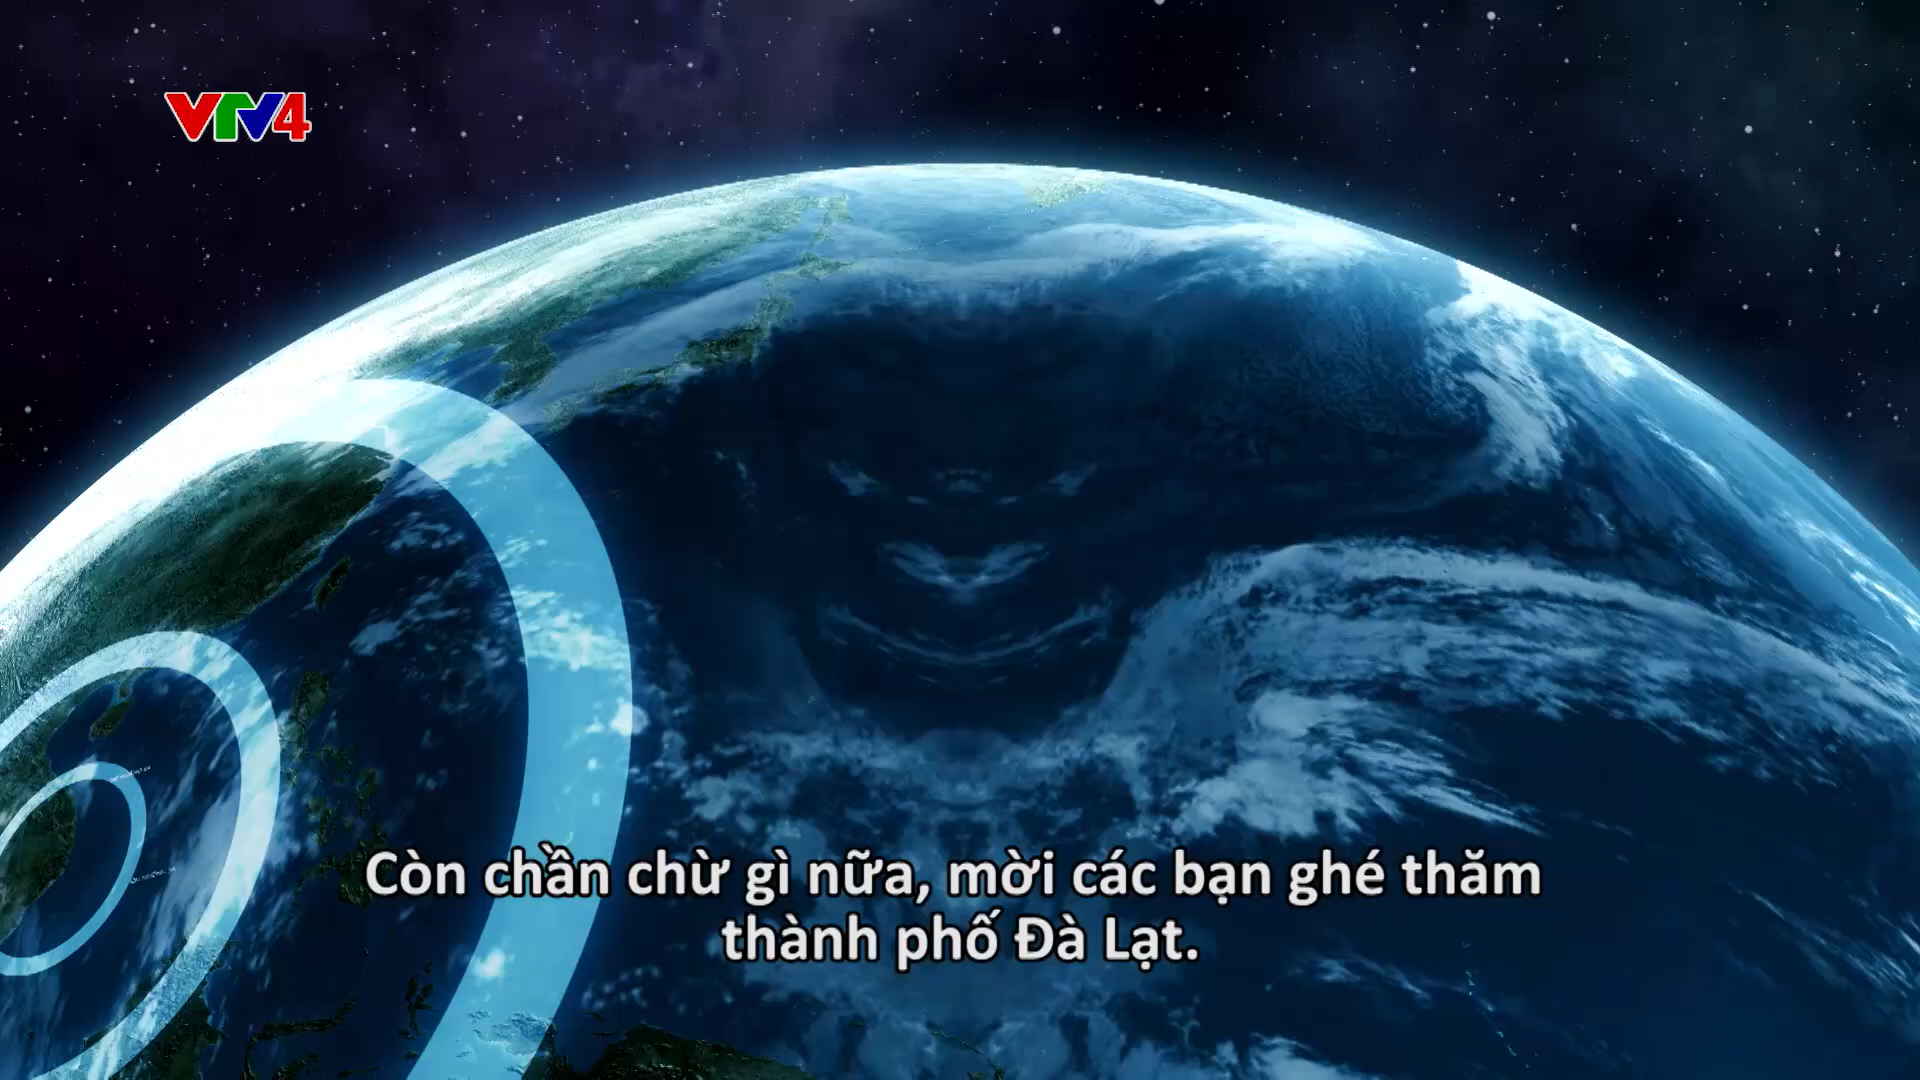 VTV4
Còn chần chừ gì nữa, mời các bạn ghé thăm
thành phố Đà Lạt.